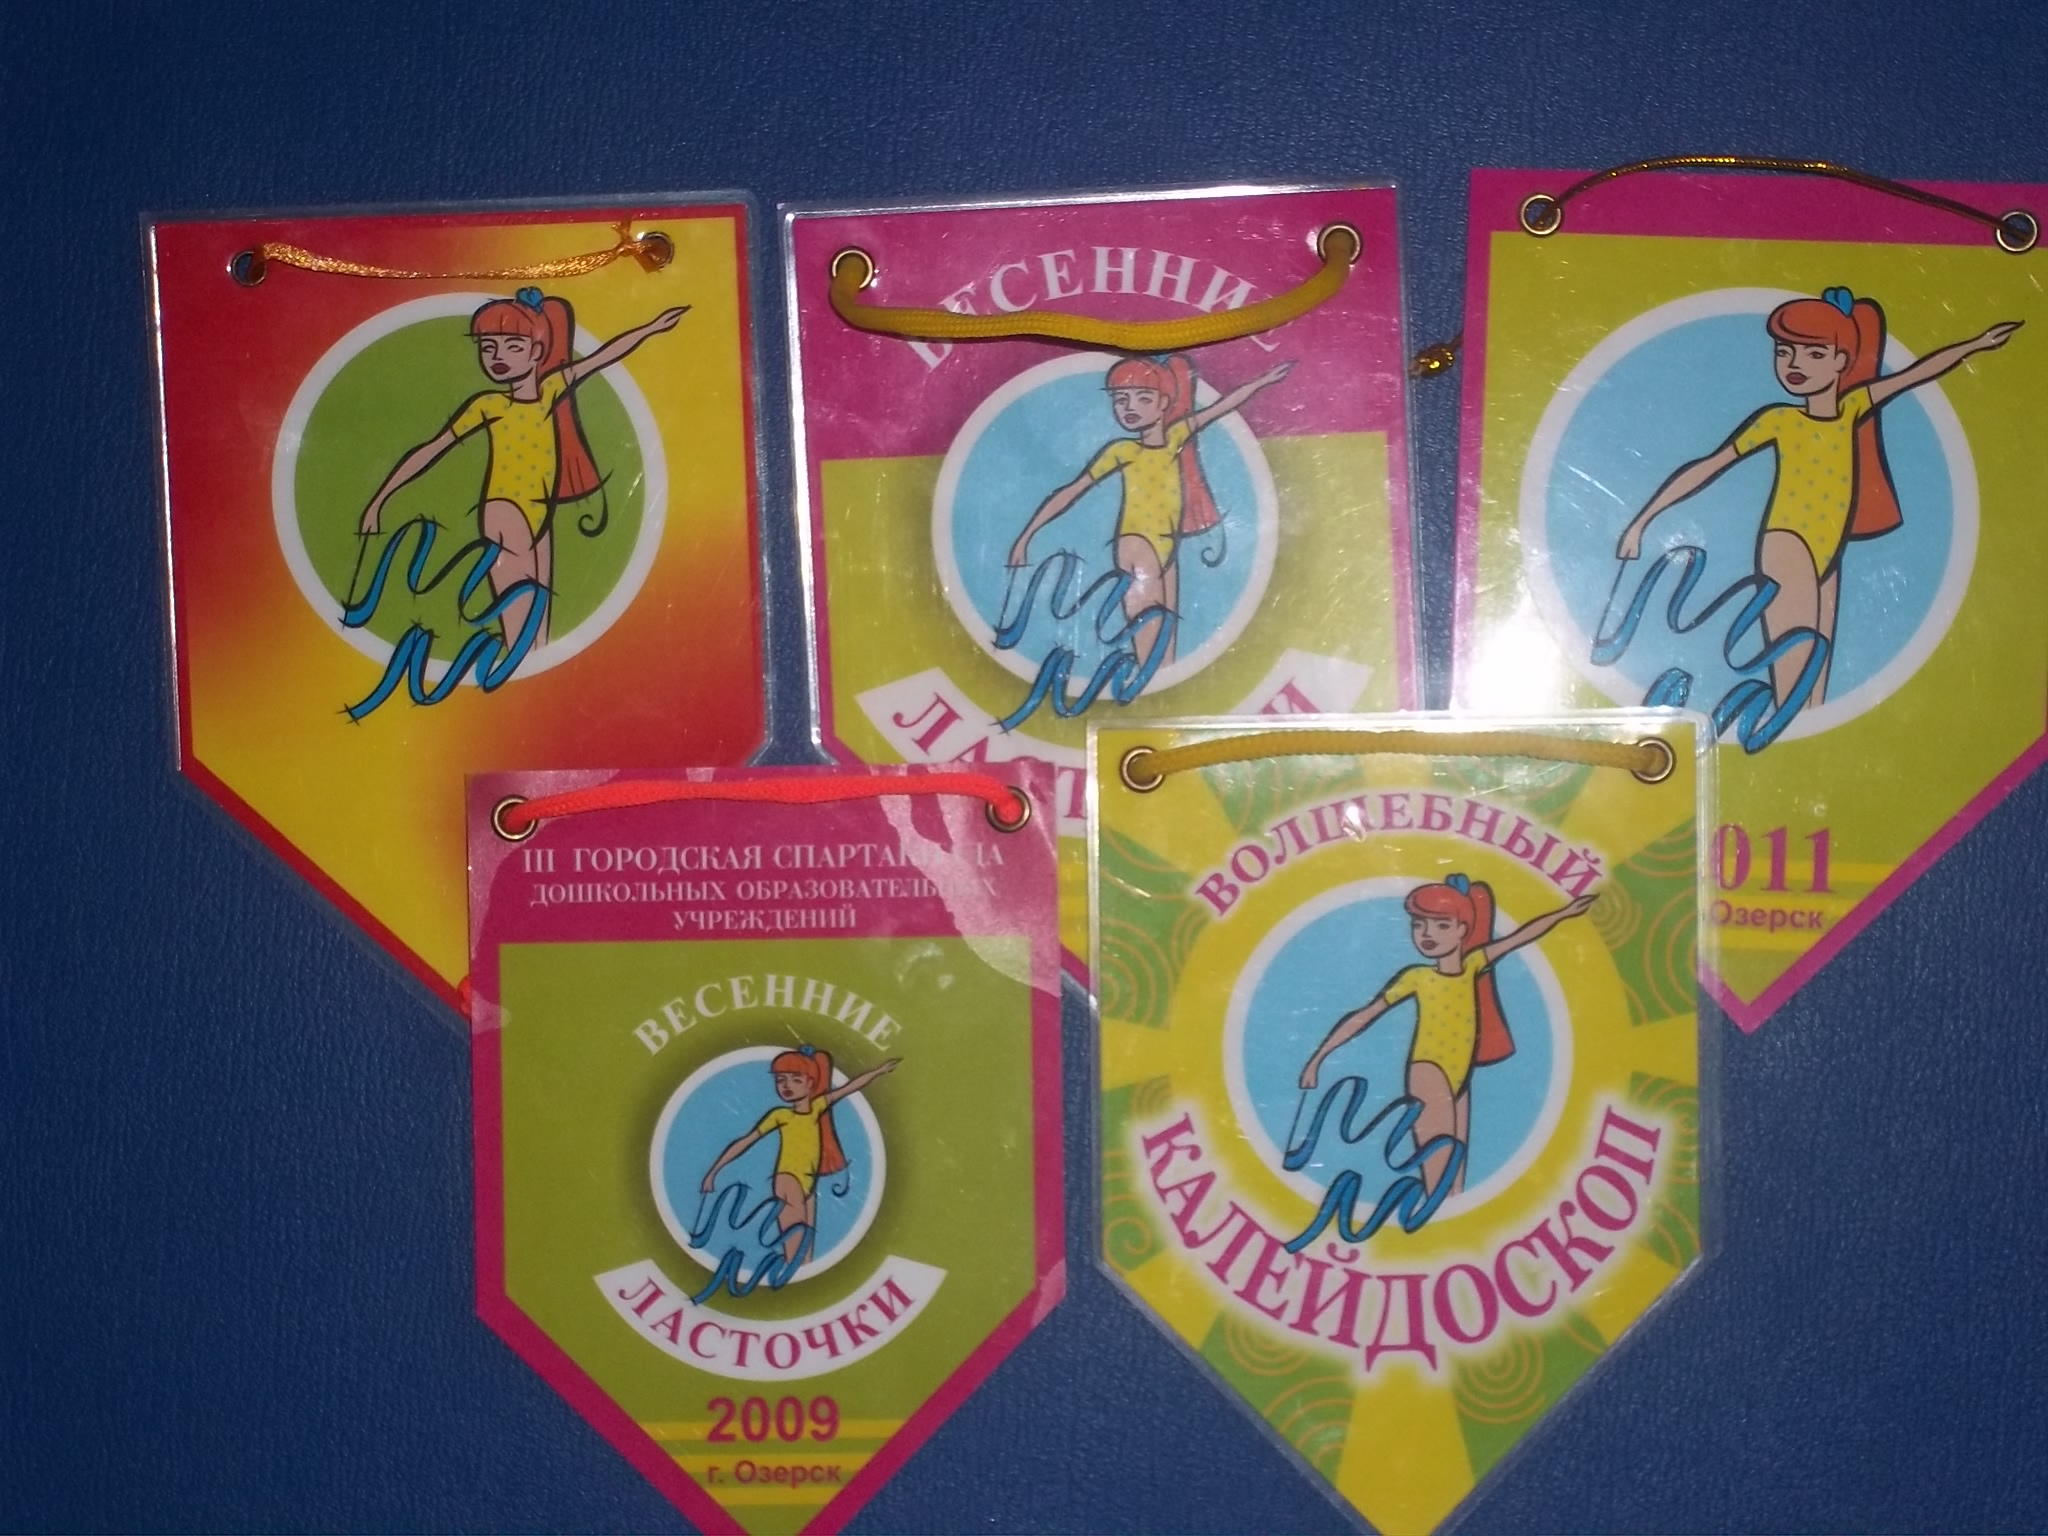 ВЕСЕННИЕ
011
Озерск
III ГОРОДСКАЯ СПАРТАКИАДА
ДОШКОЛЬНЫХ ОБРАЗОВАТЕЛЬНЫХ
УЧРЕЖДЕНИЙ
ВЕСЕННИЕ
ЛАСТОЧКИ
2009
г. Озерск
ВОЛШЕБНЫЙ
КАЛЕЙДОСКОП